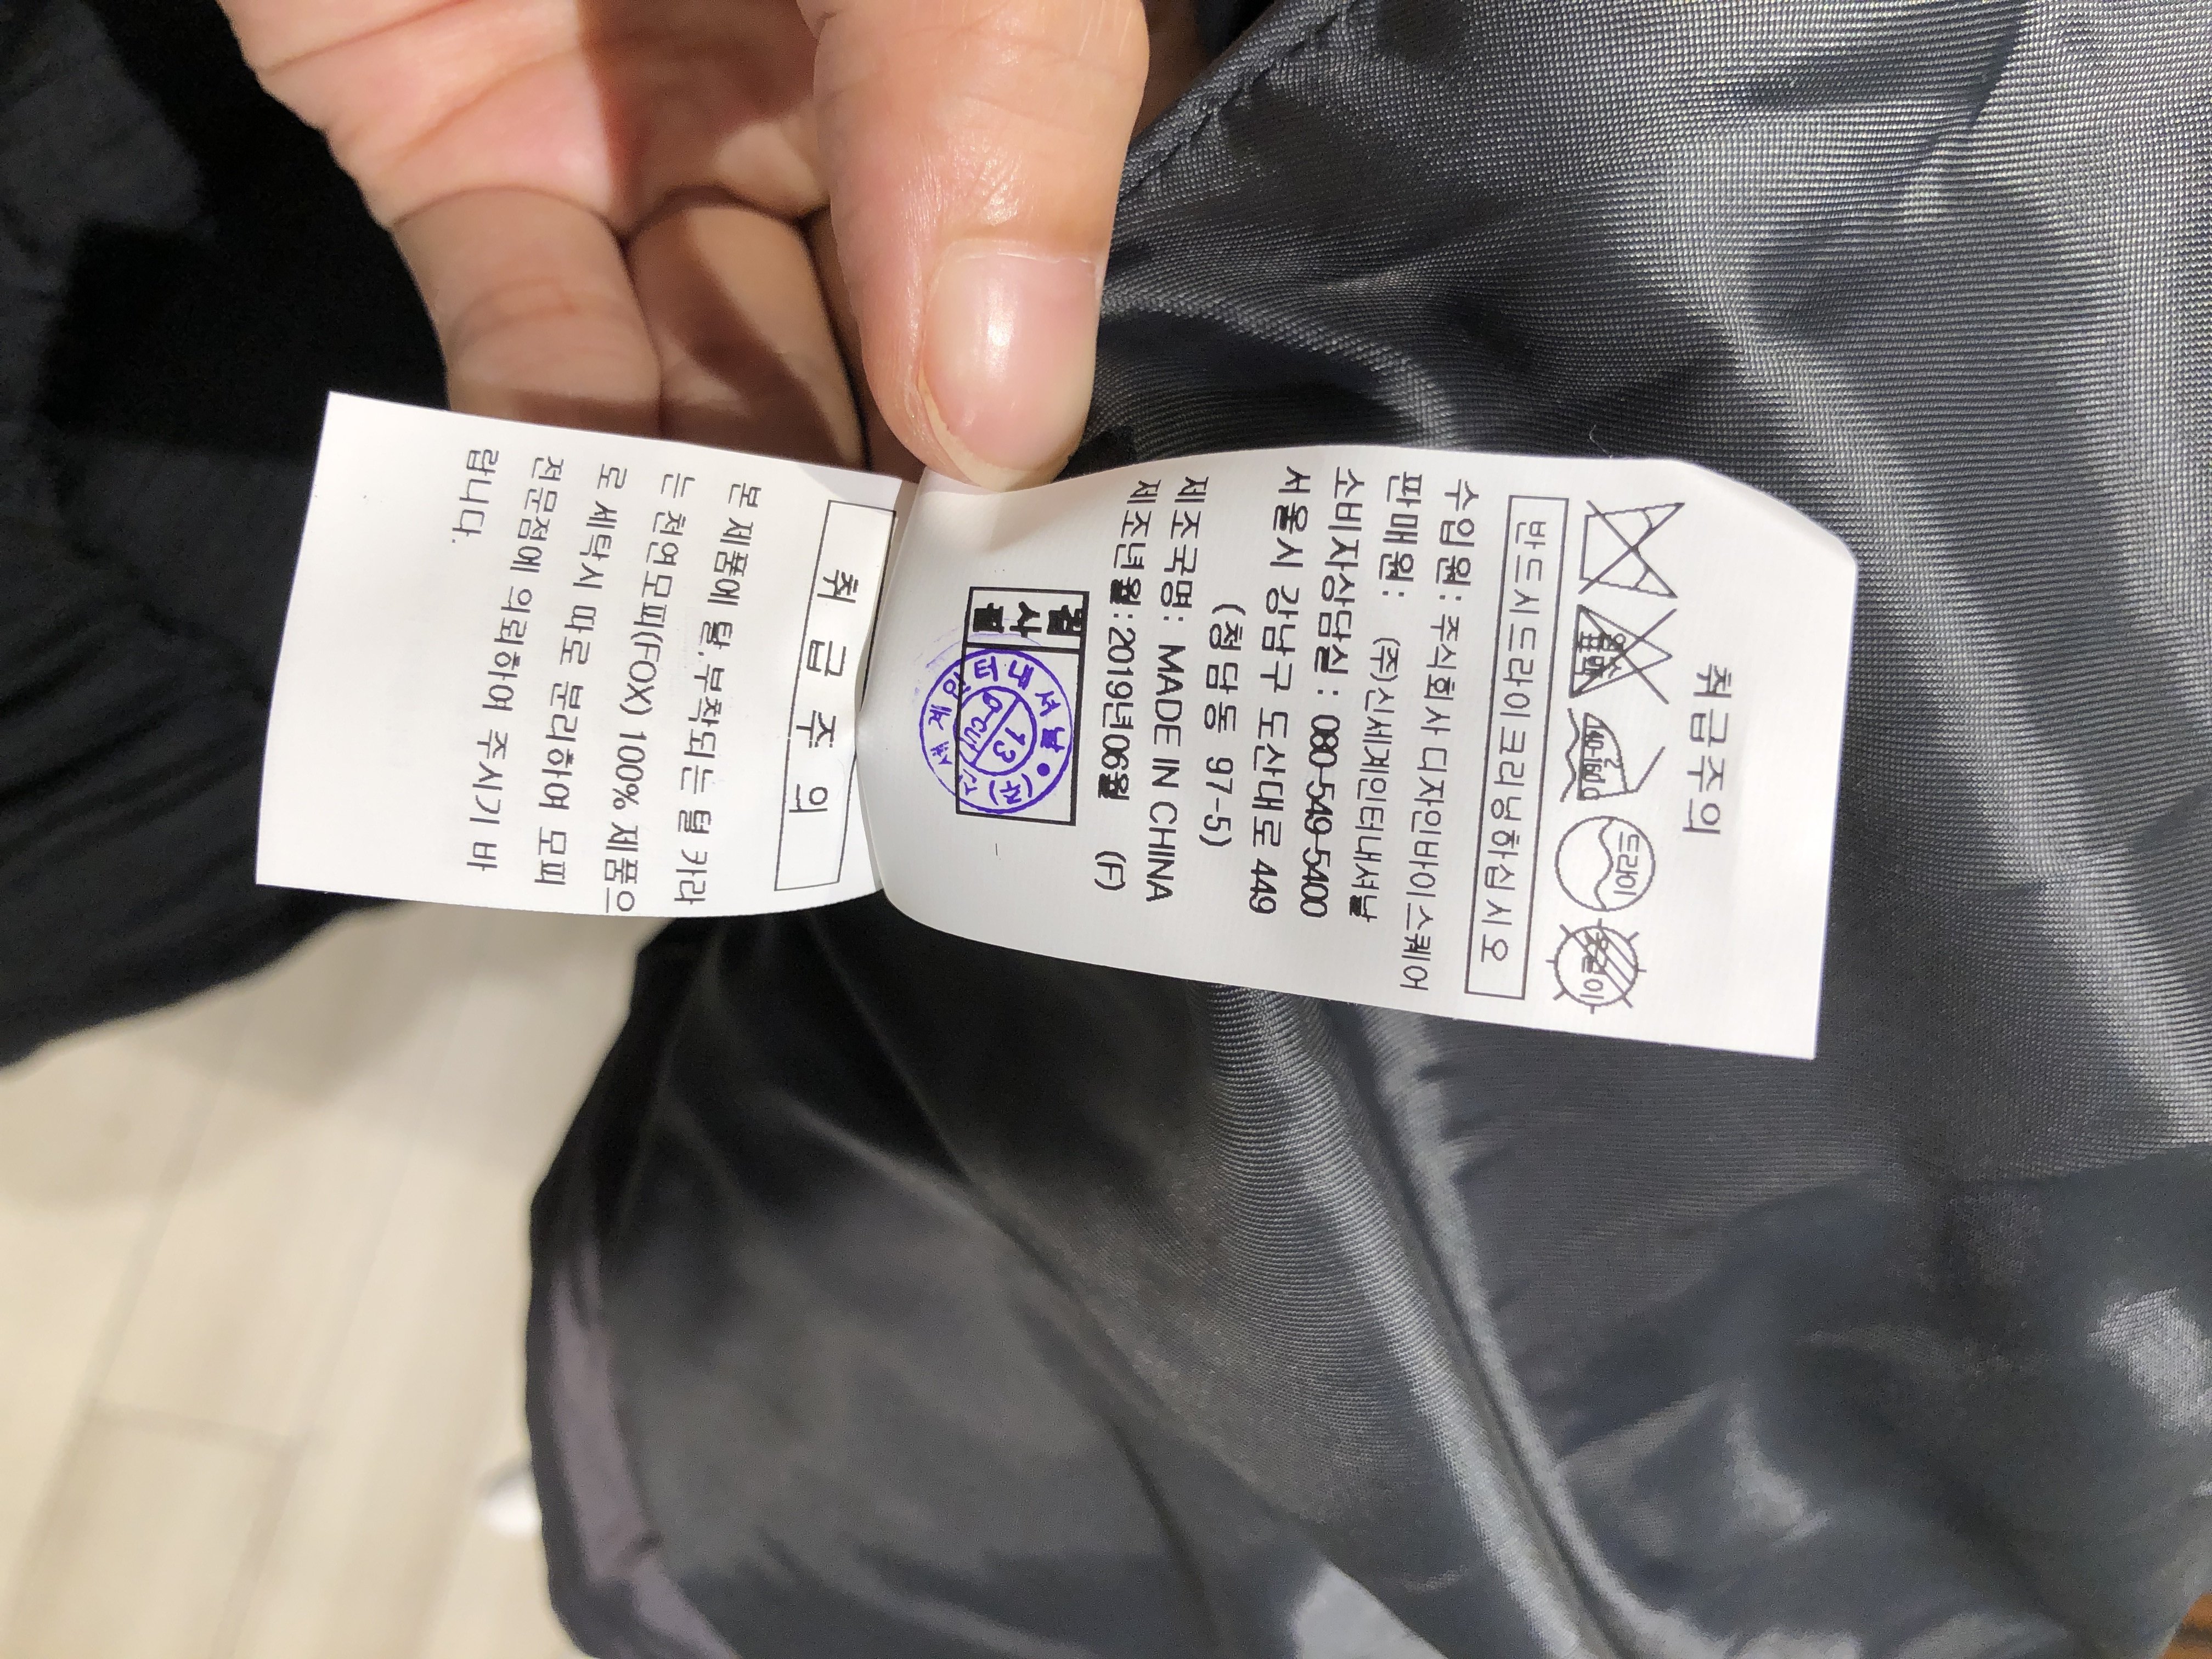 취급주의
드라이
옷걸이
반드시드라이크리닝하십시오
수입원: 주식회사 디자인바이스퀘어
판매원: (주)신세계인터내셔날
소비자상담실: 080-549-5400
서울시 강남구 도산대로 449
(청담동 97-5)
제조국명: MADE IN CHINA
제조년월: 2019년06월 (F)
취 급 주 의
본 제품에 탈.부착되는 털 카라
는 천연모피(FOX) 100% 제품으
로 세탁시 따로 분리하여 모피
전문점에 의뢰하여 주시기 바
랍니다.